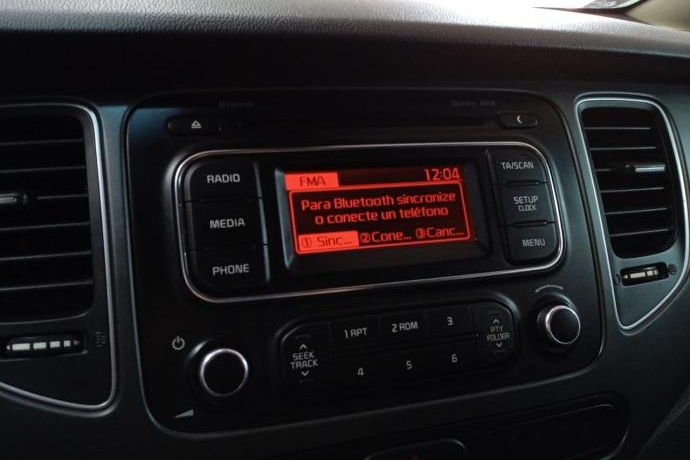 RADIO
MEDIA
PHONE
FMA 12:04
Para Bluetooth sincronize
o conecte un teléfono
① Sinc... ② Cone... ③ Canc...
TA/SCAN
SETUP
CLOCK
MENU
SEEK
TRACK
1 RPT 2 RDM 3
4 5 6
PTY
FOLDER